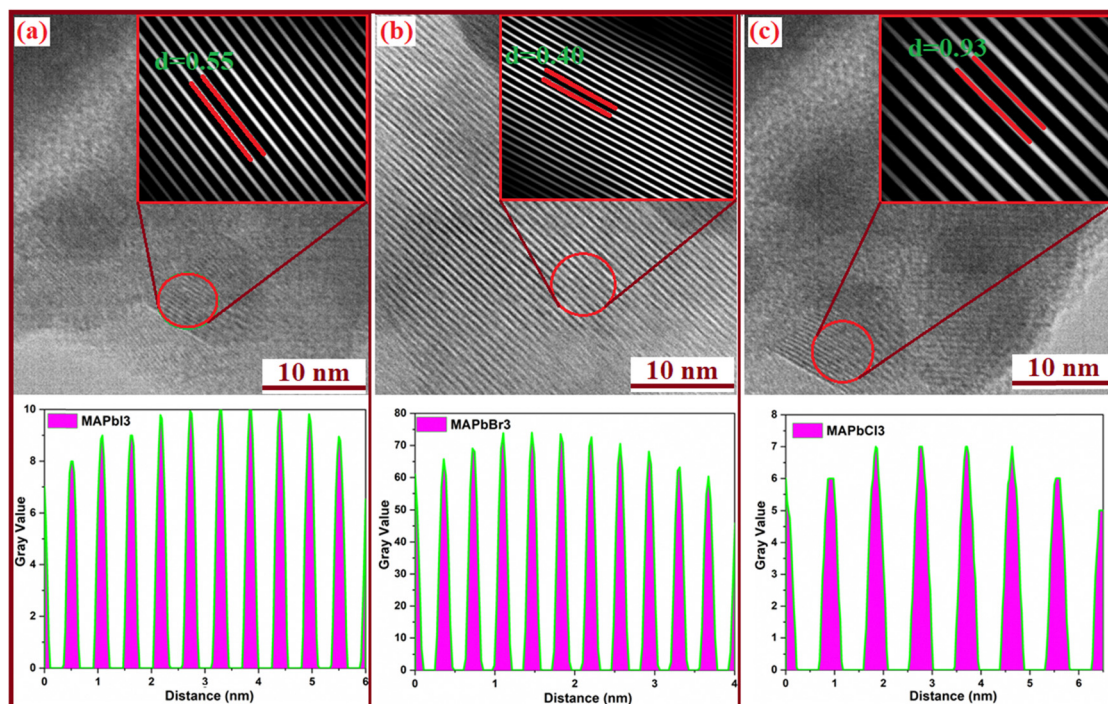 (a)
d=0.55
10 nm
(b)
d=0.40
10 nm
(c)
d=0.93
10 nm
MAPbI3
Gray Value
10
8
6
4
2
0
0 1 2 3 4 5 6
Distance (nm)
MAPbBr3
Gray Value
80
70
60
50
40
30
20
10
0
0 1 2 3 4
Distance (nm)
MAPbCl3
Gray Value
8
7
6
5
4
3
2
1
0
0 1 2 3 4 5 6
Distance (nm)